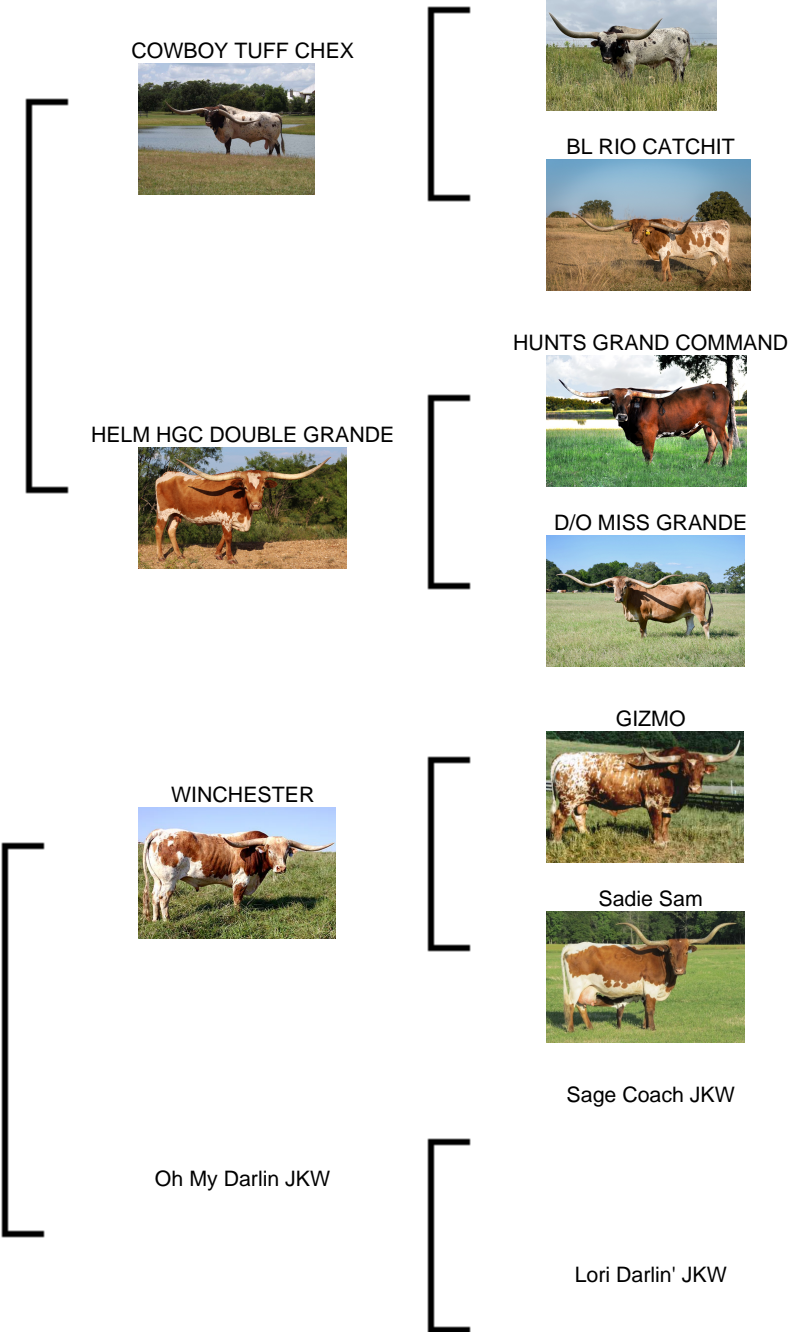 COWBOY TUFF CHEX
BL RIO CATCHIT
HUNTS GRAND COMMAND
HELM HGC DOUBLE GRANDE
D/O MISS GRANDE
GIZMO
WINCHESTER
Sadie Sam
Sage Coach JKW
Oh My Darlin JKW
Lori Darlin' JKW